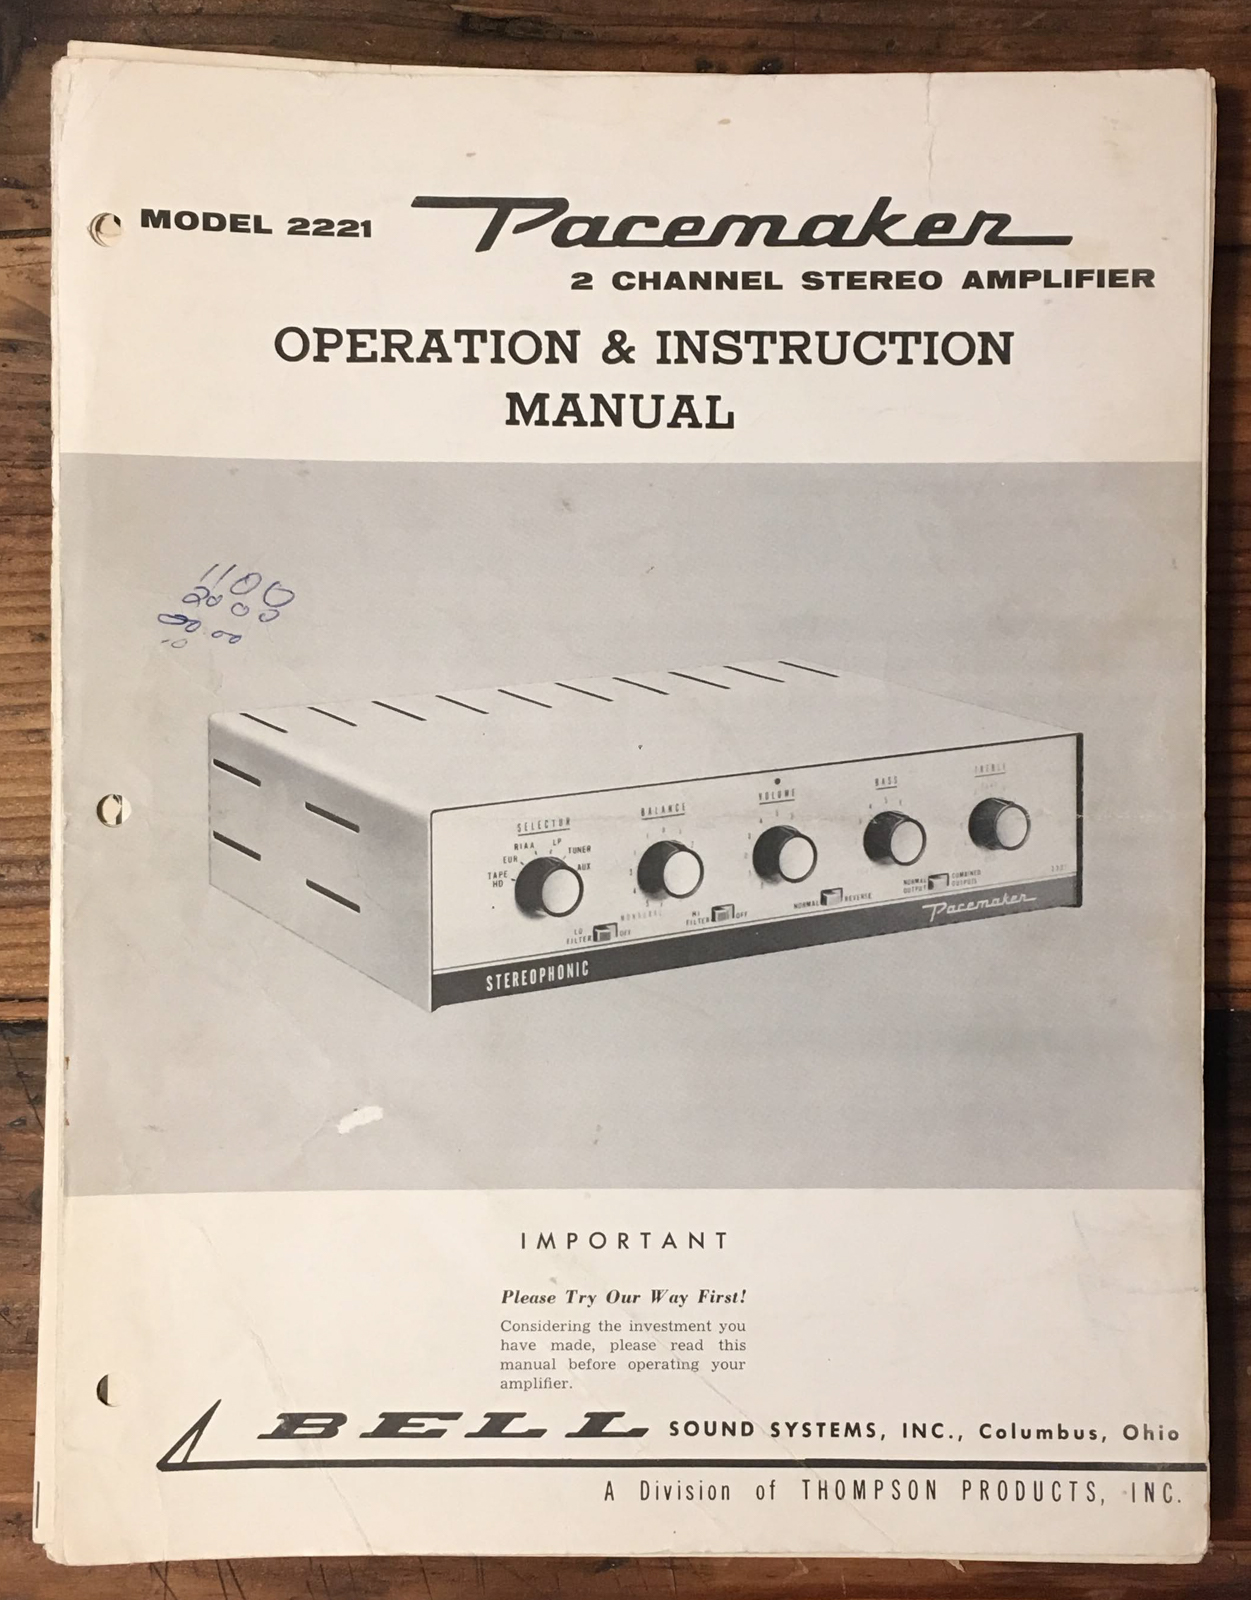 MODEL 2221 Pacemaker
2 CHANNEL STEREO AMPLIFIER
OPERATION & INSTRUCTION
MANUAL
1100
SELECTOR
RIAA LP
EUR TUNER
TAPE AUX
HD
BALANCE
VOLUME
BASS
TREBLE
LO
FILTER OFF
HI
FILTER OFF
NORMAL REVERSE
NORMAL COMBINED
OUTPUT OUTPUTS
STEREOPHONIC
Pacemaker
IMPORTANT
Please Try Our Way First!
Considering the investment you
have made, please read this
manual before operating your
amplifier.
BELL SOUND SYSTEMS, INC., Columbus, Ohio
A Division of THOMPSON PRODUCTS, INC.